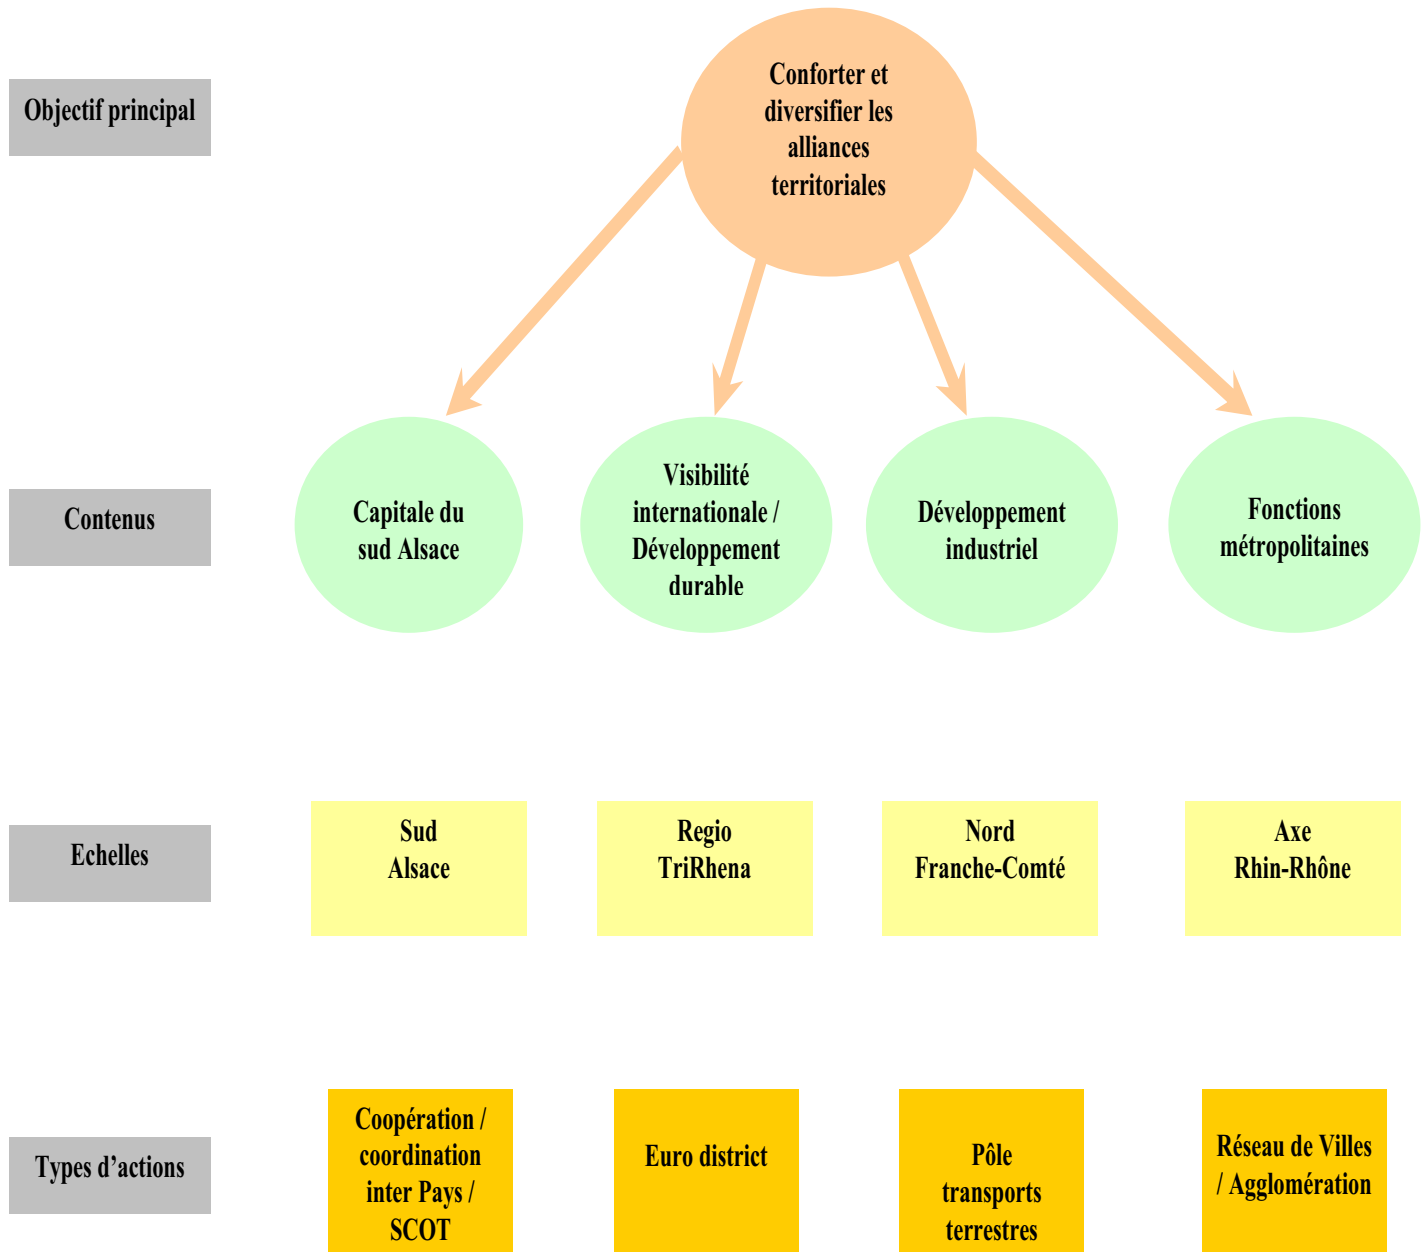 Objectif principal
Conforter et
diversifier les
alliances
territoriales
Contenus
Capitale du
sud Alsace
Visibilité
internationale /
Développement
durable
Développement
industriel
Fonctions
métropolitaines
Echelles
Sud
Alsace
Regio
TriRhena
Nord
Franche-Comté
Axe
Rhin-Rhône
Types d’actions
Coopération /
coordination
inter Pays /
SCOT
Euro district
Pôle
transports
terrestres
Réseau de Villes
/ Agglomération